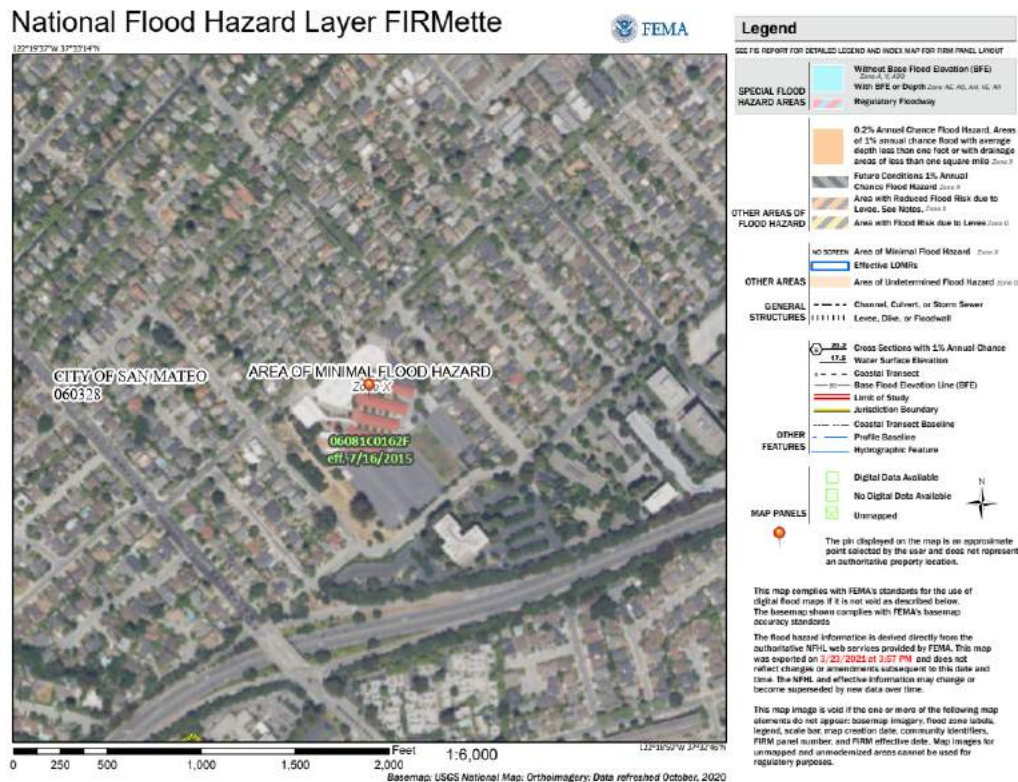 National Flood Hazard Layer FIRMette
FEMA
Legend
122°19'37"W 37°33'14"N
SEE FIS REPORT FOR DETAILED LEGEND AND INDEX MAP FOR FIRM PANEL LAYOUT
SPECIAL FLOOD
HAZARD AREAS
Without Base Flood Elevation (BFE)
Zone A, V, A99
With BFE or Depth Zone AE, AO, AH, VE, AR
Regulatory Floodway
0.2% Annual Chance Flood Hazard, Areas
of 1% annual chance flood with average
depth less than one foot or with drainage
areas of less than one square mile Zone X
Future Conditions 1% Annual
Chance Flood Hazard Zone X
Area with Reduced Flood Risk due to
Levee. See Notes. Zone X
Area with Flood Risk due to Levee Zone D
OTHER AREAS OF
FLOOD HAZARD
NO SCREEN Area of Minimal Flood Hazard Zone X
Effective LOMRs
Area of Undetermined Flood Hazard Zone D
OTHER AREAS
GENERAL
STRUCTURES
Channel, Culvert, or Storm Sewer
Levee, Dike, or Floodwall
20.2 Cross Sections with 1% Annual Chance
17.5 Water Surface Elevation
Coastal Transect
Base Flood Elevation Line (BFE)
Limit of Study
Jurisdiction Boundary
Coastal Transect Baseline
Profile Baseline
Hydrographic Feature
OTHER
FEATURES
Digital Data Available
No Digital Data Available
Unmapped
MAP PANELS
N
The pin displayed on the map is an approximate
point selected by the user and does not represent
an authoritative property location.
This map complies with FEMA's standards for the use of
digital flood maps if it is not void as described below.
The basemap shown complies with FEMA's basemap
accuracy standards
The flood hazard information is derived directly from the
authoritative NFHL web services provided by FEMA. This map
was exported on 3/23/2021 at 3:57 PM and does not
reflect changes or amendments subsequent to this date and
time. The NFHL and effective information may change or
become superseded by new data over time.
This map image is void if the one or more of the following map
elements do not appear: basemap imagery, flood zone labels,
legend, scale bar, map creation date, community identifiers,
FIRM panel number, and FIRM effective date. Map images for
unmapped and unmodernized areas cannot be used for
regulatory purposes.
CITY OF SAN MATEO
060328
AREA OF MINIMAL FLOOD HAZARD
Zone X
06081C0162F
eff. 7/16/2015
122°18'59"W 37°32'46"N
0 250 500 1,000 1,500 2,000 Feet 1:6,000
Basemap: USGS National Map: Orthoimagery: Data refreshed October, 2020